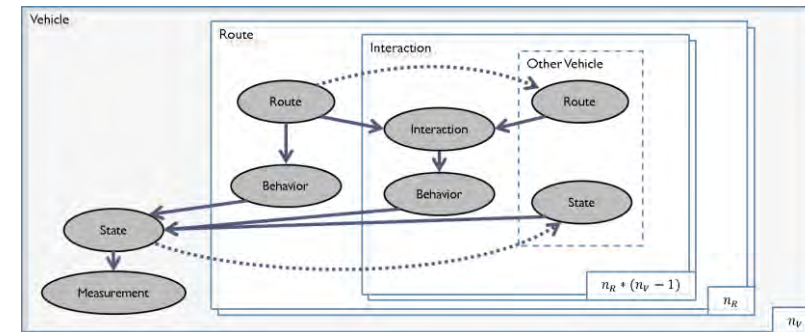 Vehicle
Route
Interaction
Other Vehicle
Route
Route
Interaction
Behavior
Behavior
State
State
Measurement
n_R * (n_V − 1)
n_R
n_V